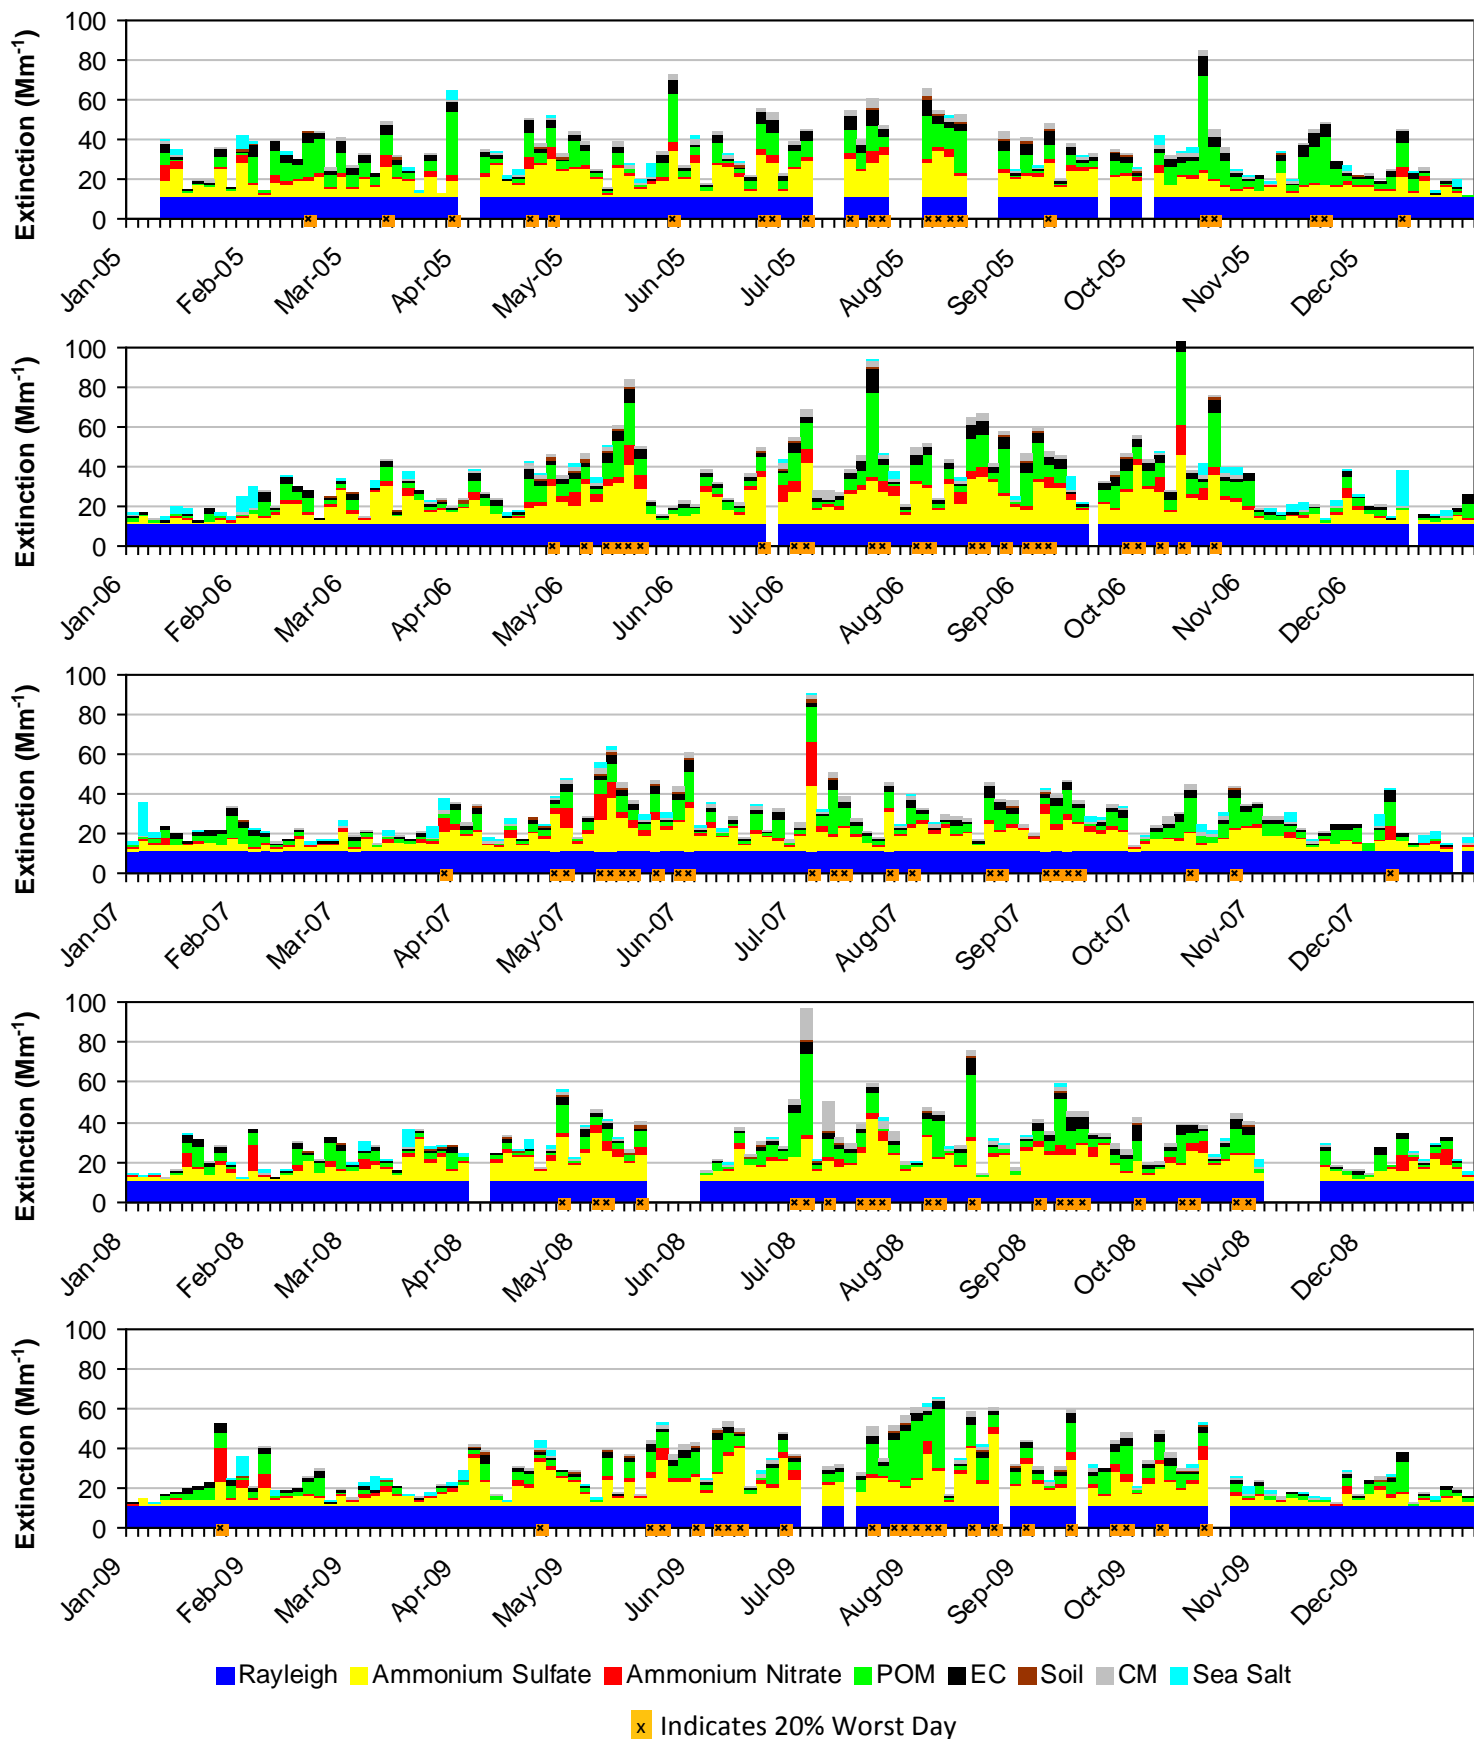 Extinction (Mm-1)
100
80
60
40
20
0
Jan-05 Feb-05 Mar-05 Apr-05 May-05 Jun-05 Jul-05 Aug-05 Sep-05 Oct-05 Nov-05 Dec-05
Extinction (Mm-1)
100
80
60
40
20
0
Jan-06 Feb-06 Mar-06 Apr-06 May-06 Jun-06 Jul-06 Aug-06 Sep-06 Oct-06 Nov-06 Dec-06
Extinction (Mm-1)
100
80
60
40
20
0
Jan-07 Feb-07 Mar-07 Apr-07 May-07 Jun-07 Jul-07 Aug-07 Sep-07 Oct-07 Nov-07 Dec-07
Extinction (Mm-1)
100
80
60
40
20
0
Jan-08 Feb-08 Mar-08 Apr-08 May-08 Jun-08 Jul-08 Aug-08 Sep-08 Oct-08 Nov-08 Dec-08
Extinction (Mm-1)
100
80
60
40
20
0
Jan-09 Feb-09 Mar-09 Apr-09 May-09 Jun-09 Jul-09 Aug-09 Sep-09 Oct-09 Nov-09 Dec-09
Rayleigh Ammonium Sulfate Ammonium Nitrate POM EC Soil CM Sea Salt
x Indicates 20% Worst Day